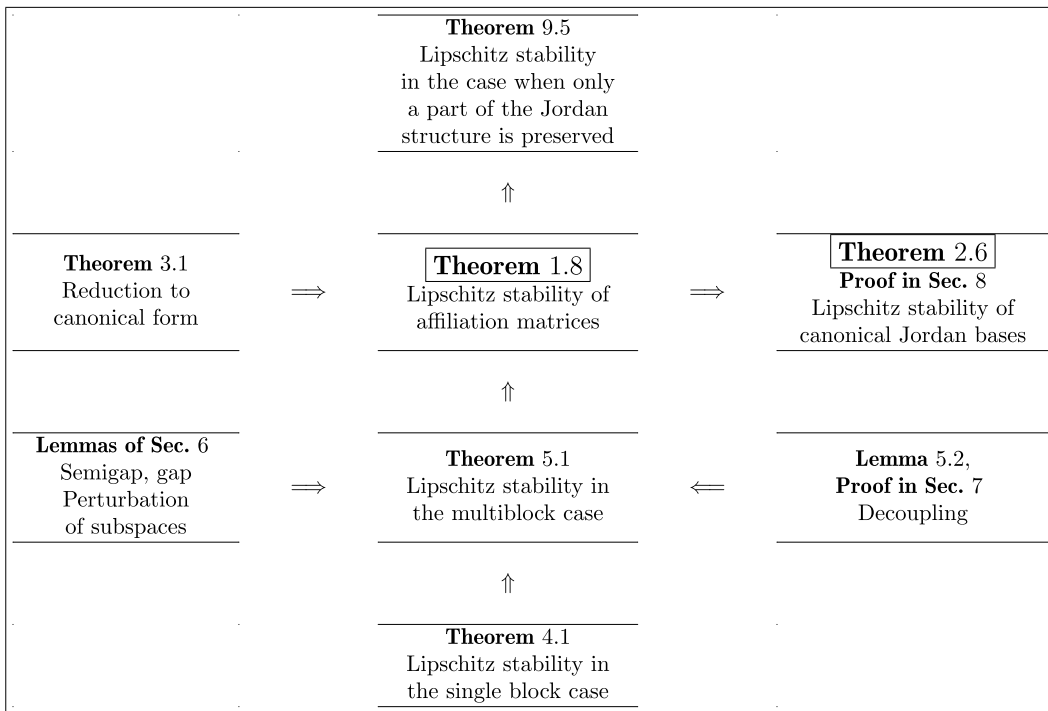 Theorem 9.5
Lipschitz stability
in the case when only
a part of the Jordan
structure is preserved
⇑
Theorem 3.1
Reduction to
canonical form
⟹
Theorem 1.8
Lipschitz stability of
affiliation matrices
⟹
Theorem 2.6
Proof in Sec. 8
Lipschitz stability of
canonical Jordan bases
⇑
Lemmas of Sec. 6
Semigap, gap
Perturbation
of subspaces
⟹
Theorem 5.1
Lipschitz stability in
the multiblock case
⟸
Lemma 5.2,
Proof in Sec. 7
Decoupling
⇑
Theorem 4.1
Lipschitz stability in
the single block case